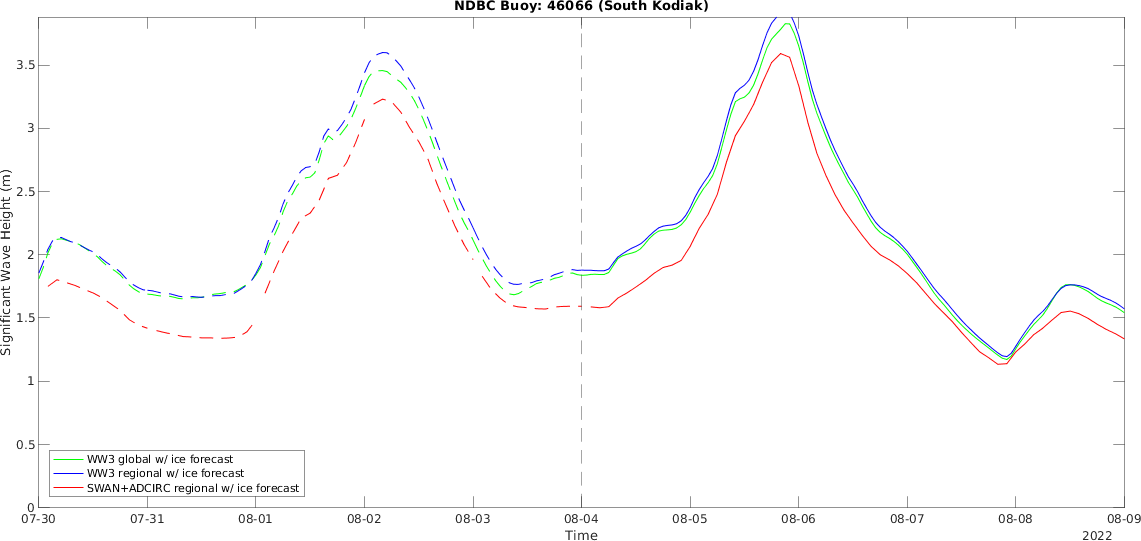 NDBC Buoy: 46066 (South Kodiak)
Significant Wave Height (m)
3.5
3
2.5
2
1.5
1
0.5
0
WW3 global w/ ice forecast
WW3 regional w/ ice forecast
SWAN+ADCIRC regional w/ ice forecast
07-30 07-31 08-01 08-02 08-03 08-04 08-05 08-06 08-07 08-08 08-09
Time
2022